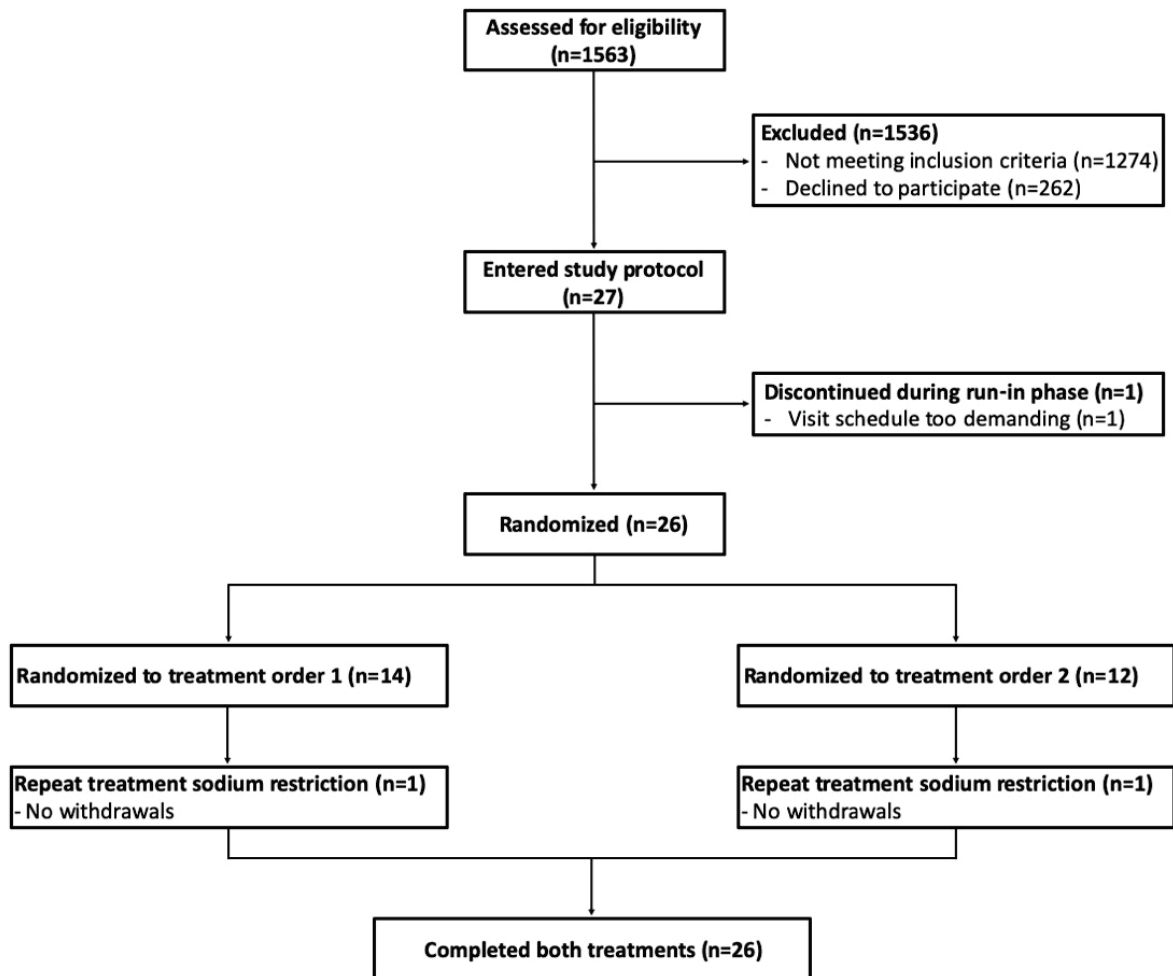 Assessed for eligibility
(n=1563)
Excluded (n=1536)
- Not meeting inclusion criteria (n=1274)
- Declined to participate (n=262)
Entered study protocol
(n=27)
Discontinued during run-in phase (n=1)
- Visit schedule too demanding (n=1)
Randomized (n=26)
Randomized to treatment order 1 (n=14)
Randomized to treatment order 2 (n=12)
Repeat treatment sodium restriction (n=1)
- No withdrawals
Repeat treatment sodium restriction (n=1)
- No withdrawals
Completed both treatments (n=26)